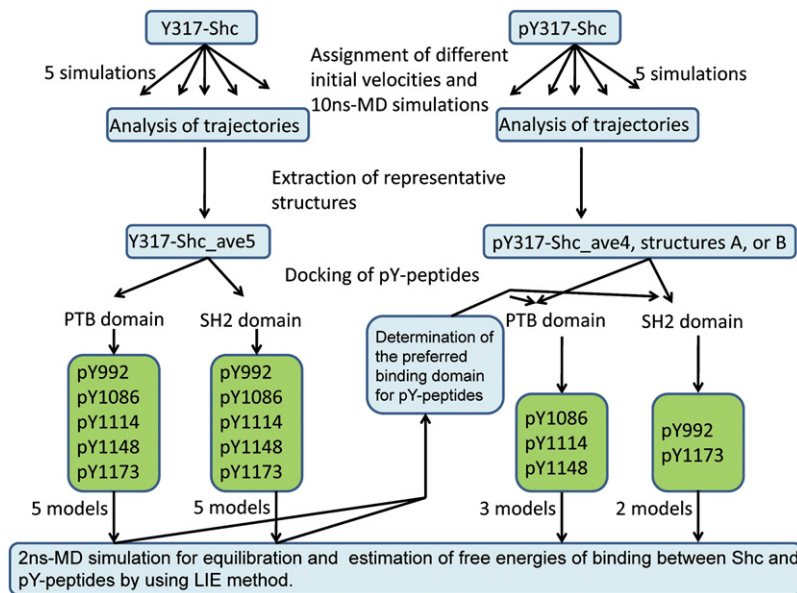 Y317-Shc
pY317-Shc
5 simulations
Assignment of different
initial velocities and
10ns-MD simulations
5 simulations
Analysis of trajectories
Analysis of trajectories
Extraction of representative
structures
Y317-Shc_ave5
pY317-Shc_ave4, structures A, or B
Docking of pY-peptides
PTB domain
SH2 domain
Determination of
the preferred
binding domain
for pY-peptides
PTB domain
SH2 domain
pY992
pY1086
pY1114
pY1148
pY1173
pY992
pY1086
pY1114
pY1148
pY1173
pY1086
pY1114
pY1148
pY992
pY1173
5 models
5 models
3 models
2 models
2ns-MD simulation for equilibration and estimation of free energies of binding between Shc and
pY-peptides by using LIE method.